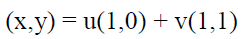 (x,y) = u(1,0) + v(1,1)